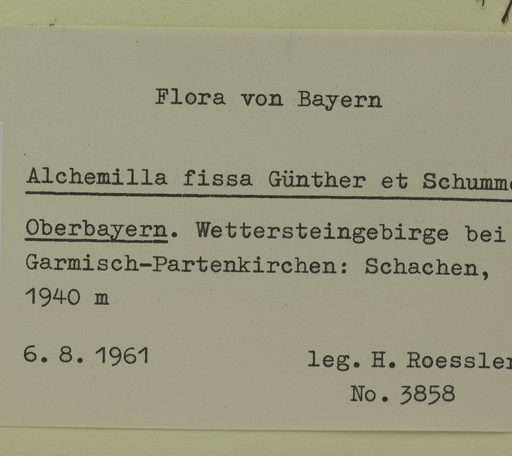 Flora von Bayern
Alchemilla fissa Günther et Schumme
Oberbayern. Wettersteingebirge bei
Garmisch-Partenkirchen: Schachen,
1940 m
6. 8. 1961
leg. H. Roessler
No. 3858